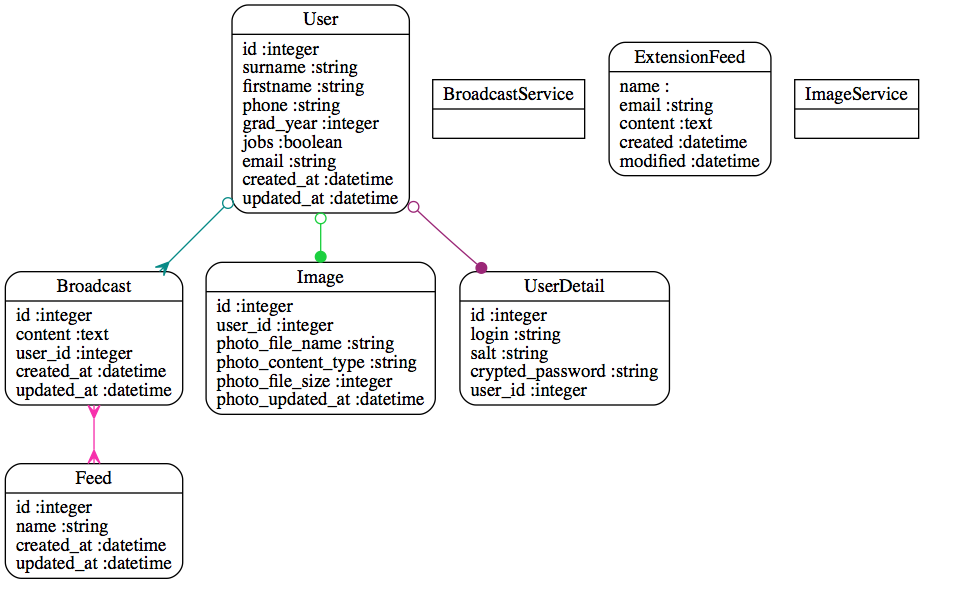 User
id :integer
surname :string
firstname :string
phone :string
grad_year :integer
jobs :boolean
email :string
created_at :datetime
updated_at :datetime
BroadcastService
ExtensionFeed
name :
email :string
content :text
created :datetime
modified :datetime
ImageService
Broadcast
id :integer
content :text
user_id :integer
created_at :datetime
updated_at :datetime
Image
id :integer
user_id :integer
photo_file_name :string
photo_content_type :string
photo_file_size :integer
photo_updated_at :datetime
UserDetail
id :integer
login :string
salt :string
crypted_password :string
user_id :integer
Feed
id :integer
name :string
created_at :datetime
updated_at :datetime